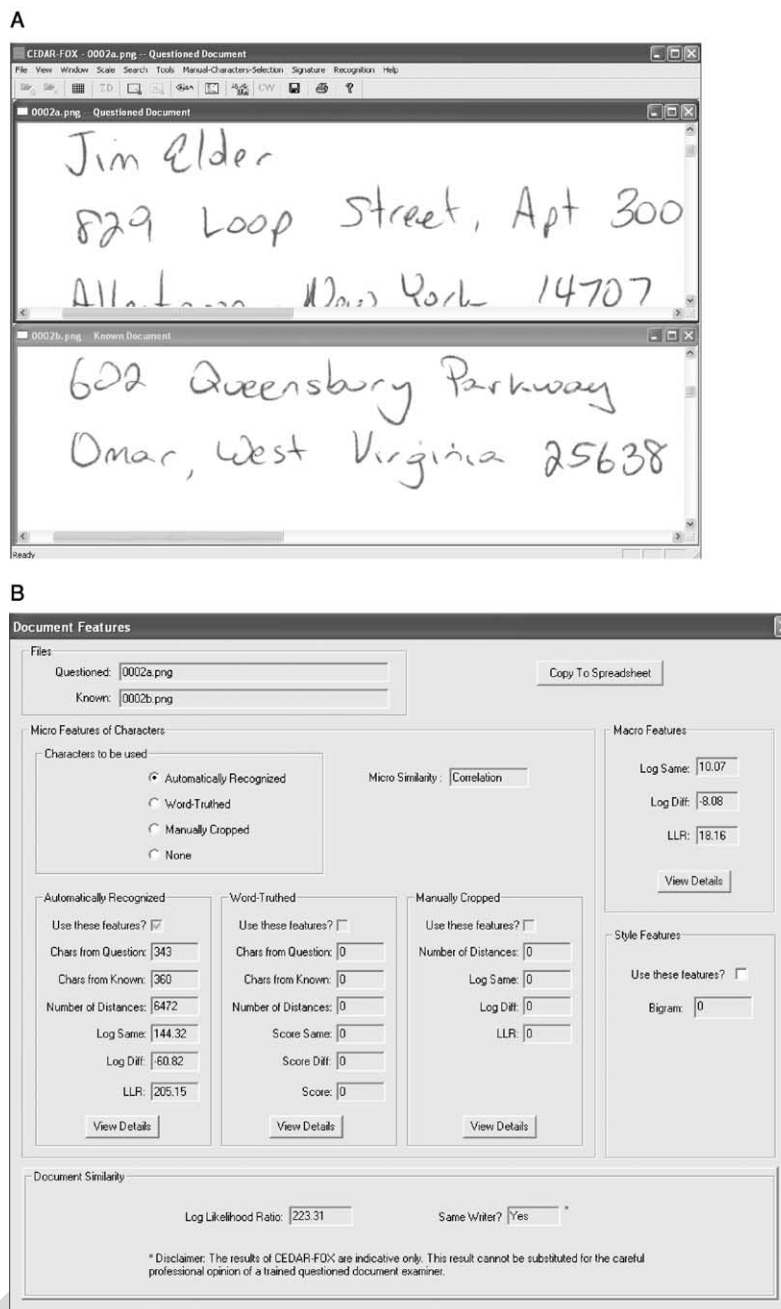 A
CEDAR-FOX - 0002a.png -- Questioned Document
File View Window Scale Search Tools Manual-Characters-Selection Signature Recognition Help
ID CW ?
0002a.png -- Questioned Document
Jim Elder
829 Loop Street, Apt 300
New York 14707
0002b.png -- Known Document
602 Queensbury Parkway
Omar, West Virginia 25638
Ready
B
Document Features
Files
Questioned: 0002a.png
Known: 0002b.png
Copy To Spreadsheet
Micro Features of Characters
Characters to be used
Automatically Recognized
Word-Truthed
Manually Cropped
None
Micro Similarity : Correlation
Macro Features
Log Same: 10.07
Log Diff: -8.08
LLR: 18.16
View Details
Automatically Recognized
Use these features?
Chars from Question: 343
Chars from Known: 360
Number of Distances: 6472
Log Same: 144.32
Log Diff: -60.82
LLR: 205.15
View Details
Word-Truthed
Use these features?
Chars from Question: 0
Chars from Known: 0
Number of Distances: 0
Score Same: 0
Score Diff: 0
Score: 0
View Details
Manually Cropped
Use these features?
Number of Distances: 0
Log Same: 0
Log Diff: 0
LLR: 0
View Details
Style Features
Use these features?
Bigram: 0
Document Similarity
Log Likelihood Ratio: 223.31
Same Writer? Yes *
* Disclaimer: The results of CEDAR-FOX are indicative only. This result cannot be substituted for the careful
professional opinion of a trained questioned document examiner.